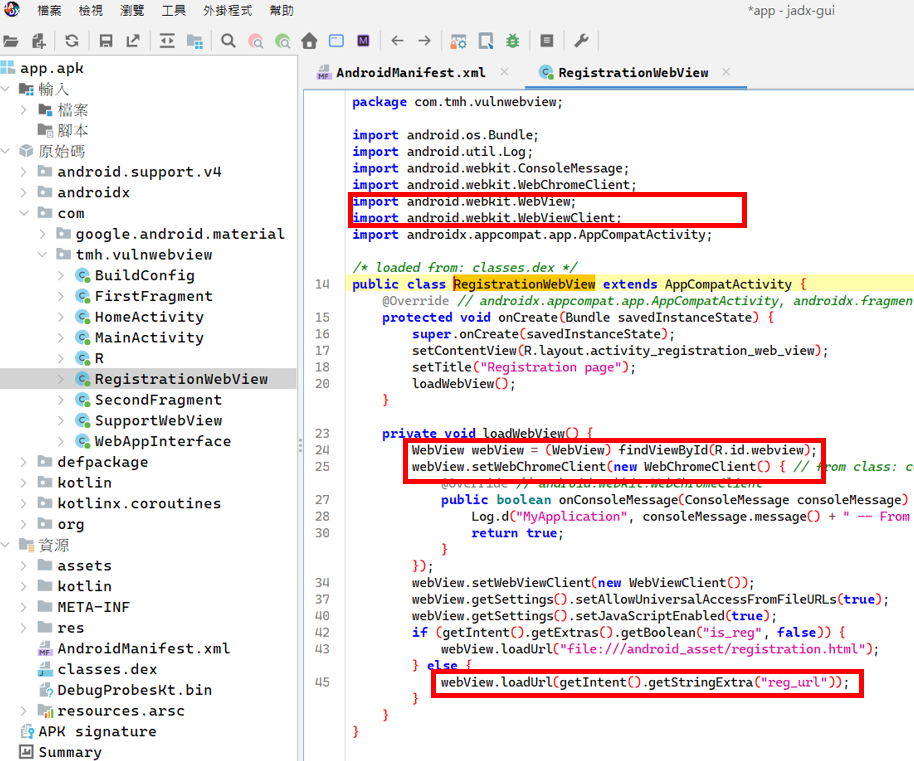 檔案 檢視 瀏覽 工具 外掛程式 幫助 *app - jadx-gui
app.apk
輸入
檔案
腳本
原始碼
android.support.v4
androidx
com
google.android.material
tmh.vulnwebview
BuildConfig
FirstFragment
HomeActivity
MainActivity
R
RegistrationWebView
SecondFragment
SupportWebView
WebAppInterface
defpackage
kotlin
kotlinx.coroutines
org
資源
assets
kotlin
META-INF
res
AndroidManifest.xml
classes.dex
DebugProbesKt.bin
resources.arsc
APK signature
Summary
AndroidManifest.xml × RegistrationWebView ×
package com.tmh.vulnwebview;
import android.os.Bundle;
import android.util.Log;
import android.webkit.ConsoleMessage;
import android.webkit.WebChromeClient;
import android.webkit.WebView;
import android.webkit.WebViewClient;
import androidx.appcompat.app.AppCompatActivity;
/* loaded from: classes.dex */
14 public class RegistrationWebView extends AppCompatActivity {
@Override // androidx.appcompat.app.AppCompatActivity, androidx.fragmen
15 protected void onCreate(Bundle savedInstanceState) {
16 super.onCreate(savedInstanceState);
17 setContentView(R.layout.activity_registration_web_view);
18 setTitle("Registration page");
20 loadWebView();
}
23 private void loadWebView() {
24 WebView webView = (WebView) findViewById(R.id.webview);
25 webView.setWebChromeClient(new WebChromeClient() { // from class: c
@Override // android.webkit.WebChromeClient
27 public boolean onConsoleMessage(ConsoleMessage consoleMessage)
28 Log.d("MyApplication", consoleMessage.message() + " -- From
30 return true;
}
});
34 webView.setWebViewClient(new WebViewClient());
37 webView.getSettings().setAllowUniversalAccessFromFileURLs(true);
40 webView.getSettings().setJavaScriptEnabled(true);
42 if (getIntent().getExtras().getBoolean("is_reg", false)) {
43 webView.loadUrl("file:///android_asset/registration.html");
} else {
45 webView.loadUrl(getIntent().getStringExtra("reg_url"));
}
}
}